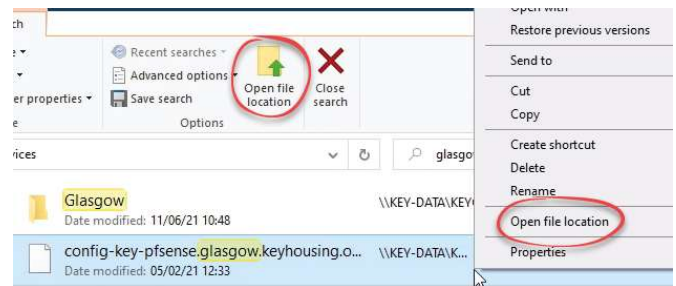 ch
Recent searches
Advanced options
er properties
Save search
Open file
location
Close
search
e
Options
Open with
Restore previous versions
Send to
Cut
Copy
Create shortcut
Delete
Rename
Open file location
Properties
ices
glasgo
Glasgow
Date modified: 11/06/21 10:48
\\KEY-DATA\KEY
config-key-pfsense.glasgow.keyhousing.o...
\\KEY-DATA\K...
Date modified: 05/02/21 12:33